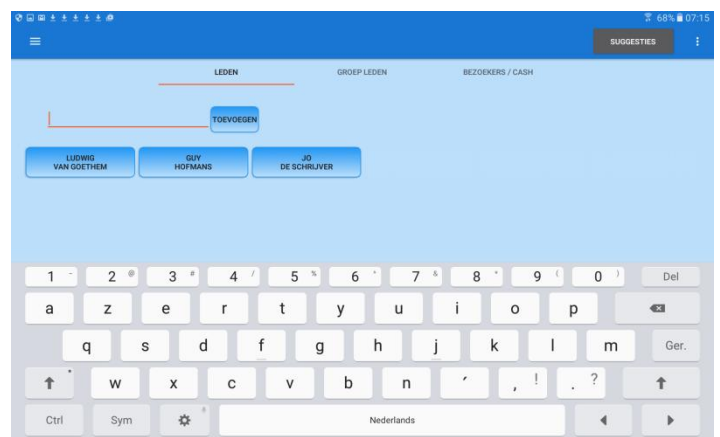 68% 07:15
SUGGESTIES
LEDEN GROEP LEDEN BEZOEKERS / CASH
TOEVOEGEN
LUDWIG
VAN GOETHEM
GUY
HOFMANS
JO
DE SCHRIJVER
1 - 2 @ 3 # 4 / 5 % 6 ' 7 & 8 * 9 ( 0 ) Del
a z e r t y u i o p
q s d f g h j k l m Ger.
w x c v b n ´ , ! . ?
Ctrl Sym Nederlands